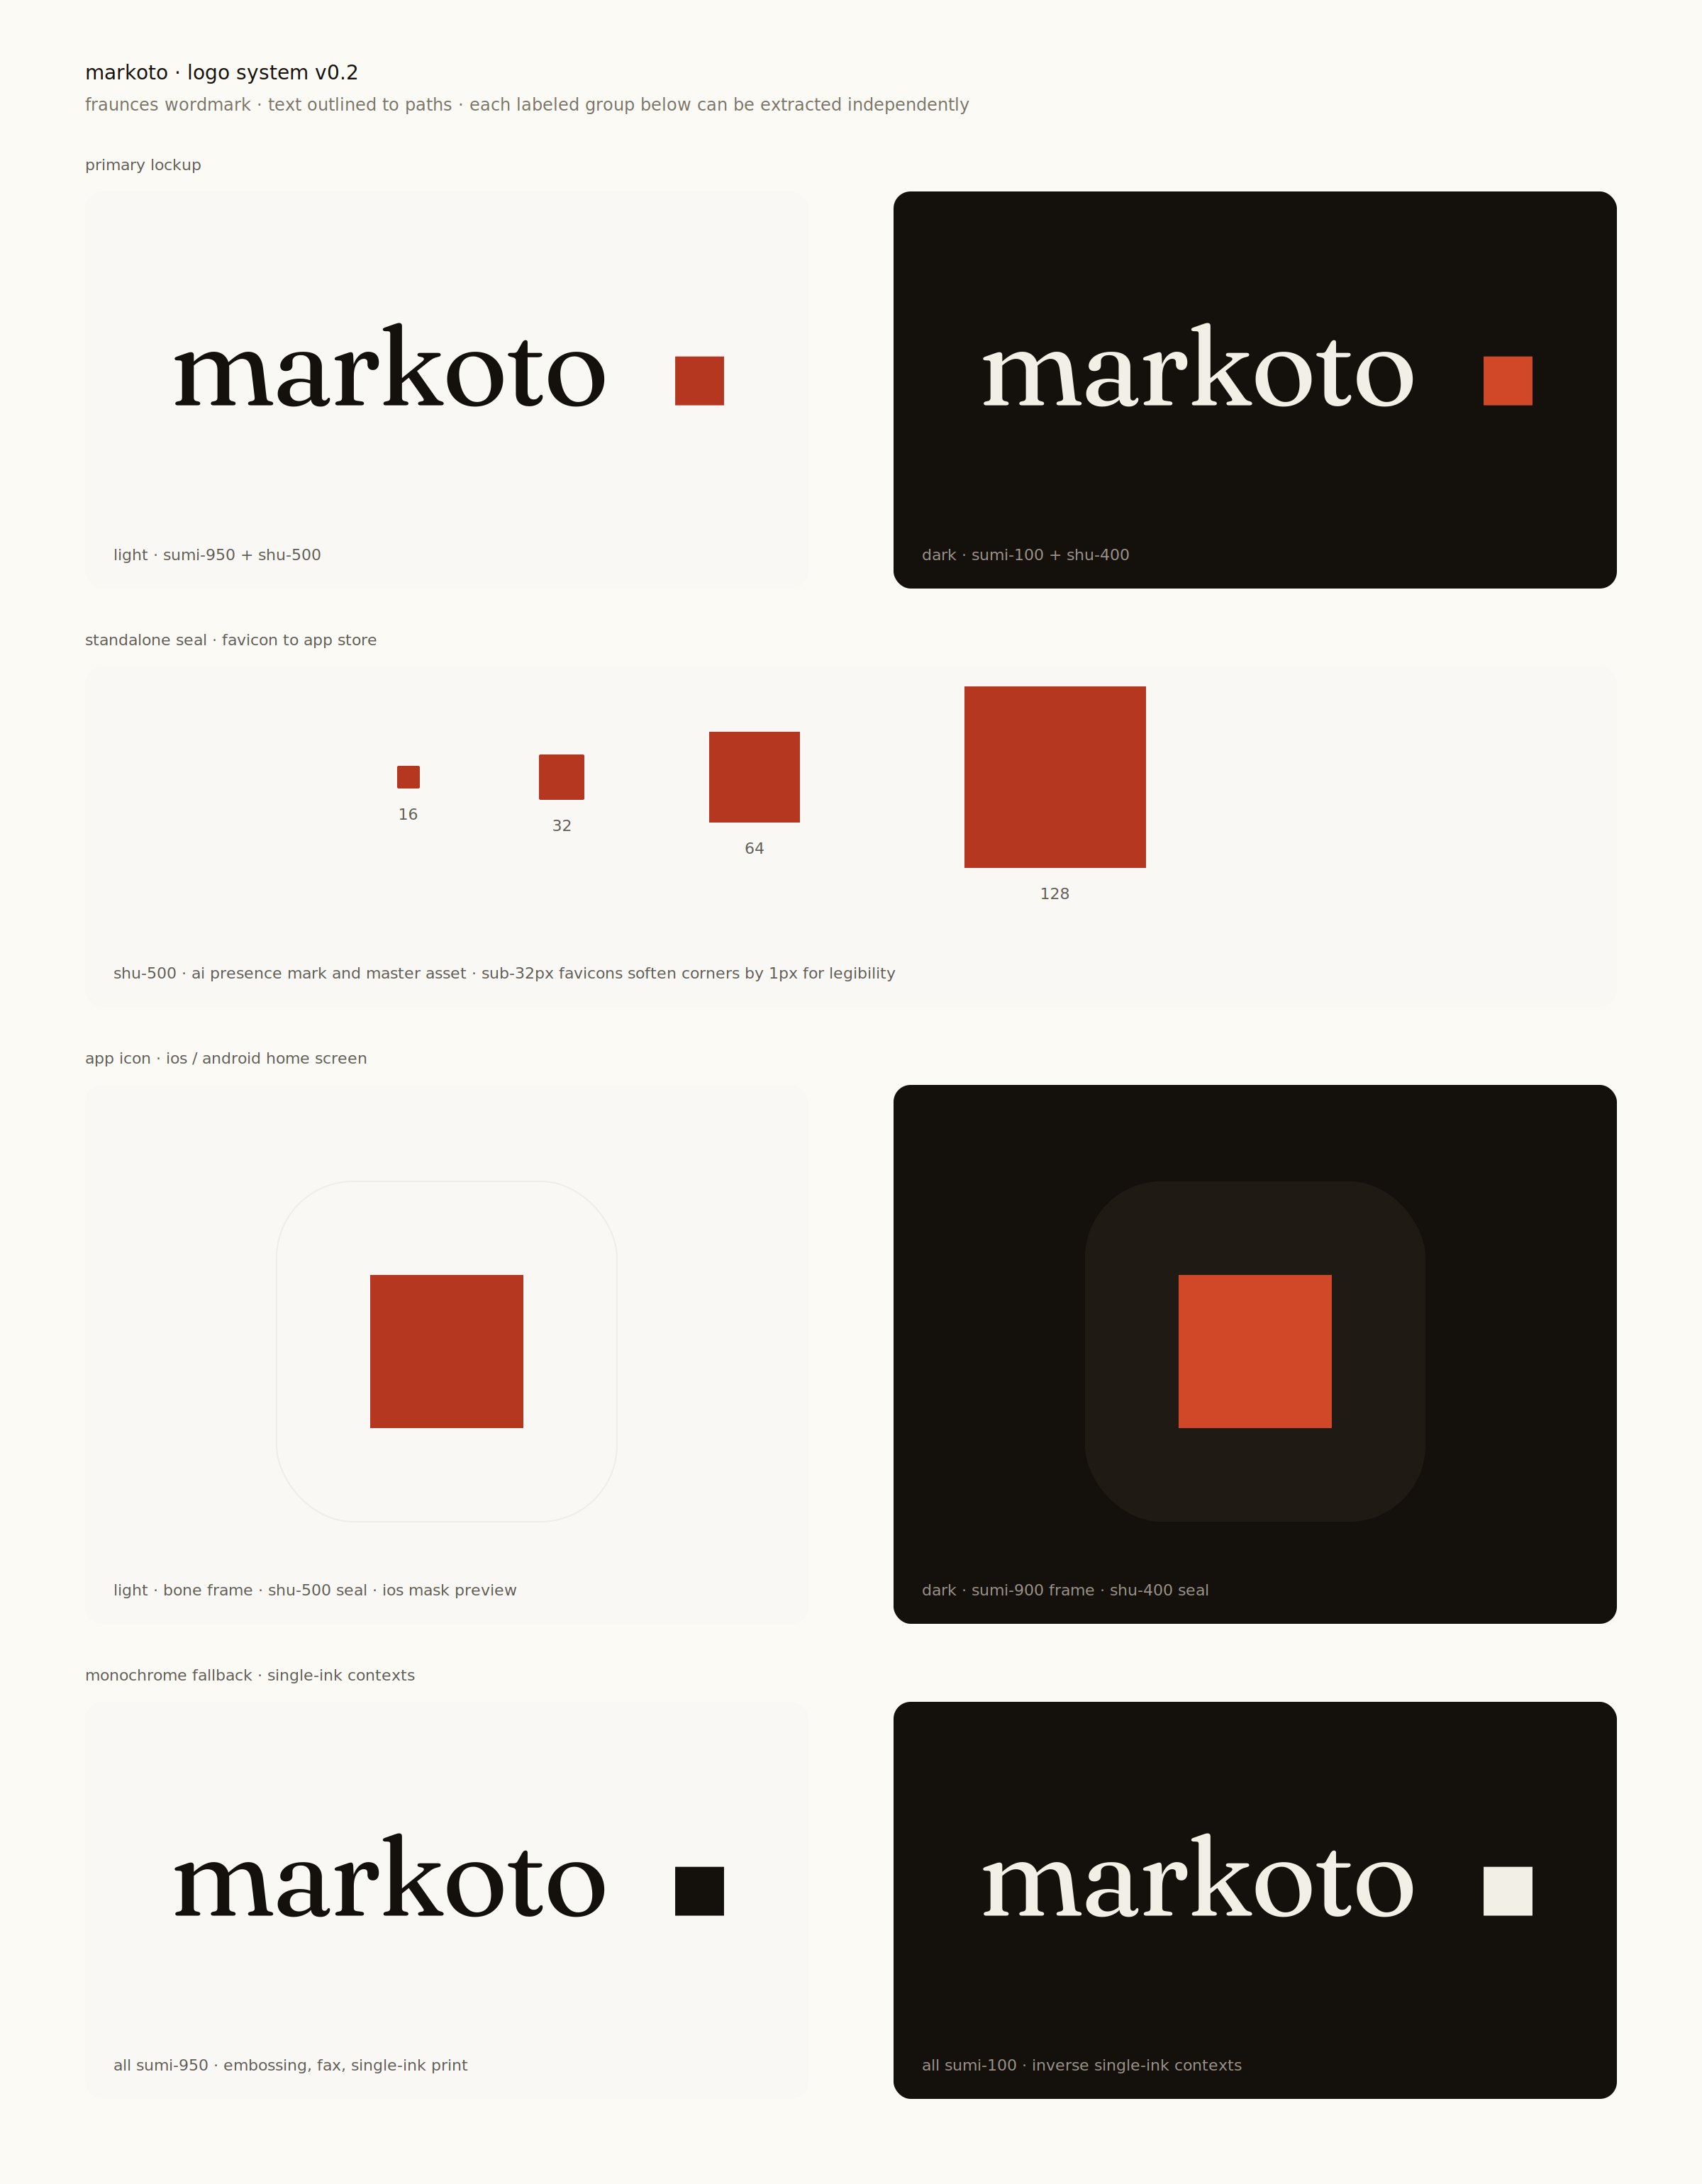 markoto · logo system v0.2
fraunces wordmark · text outlined to paths · each labeled group below can be extracted independently
primary lockup
markoto
light · sumi-950 + shu-500
markoto
dark · sumi-100 + shu-400
standalone seal · favicon to app store
16
32
64
128
shu-500 · ai presence mark and master asset · sub-32px favicons soften corners by 1px for legibility
app icon · ios / android home screen
light · bone frame · shu-500 seal · ios mask preview
dark · sumi-900 frame · shu-400 seal
monochrome fallback · single-ink contexts
markoto
all sumi-950 · embossing, fax, single-ink print
markoto
all sumi-100 · inverse single-ink contexts